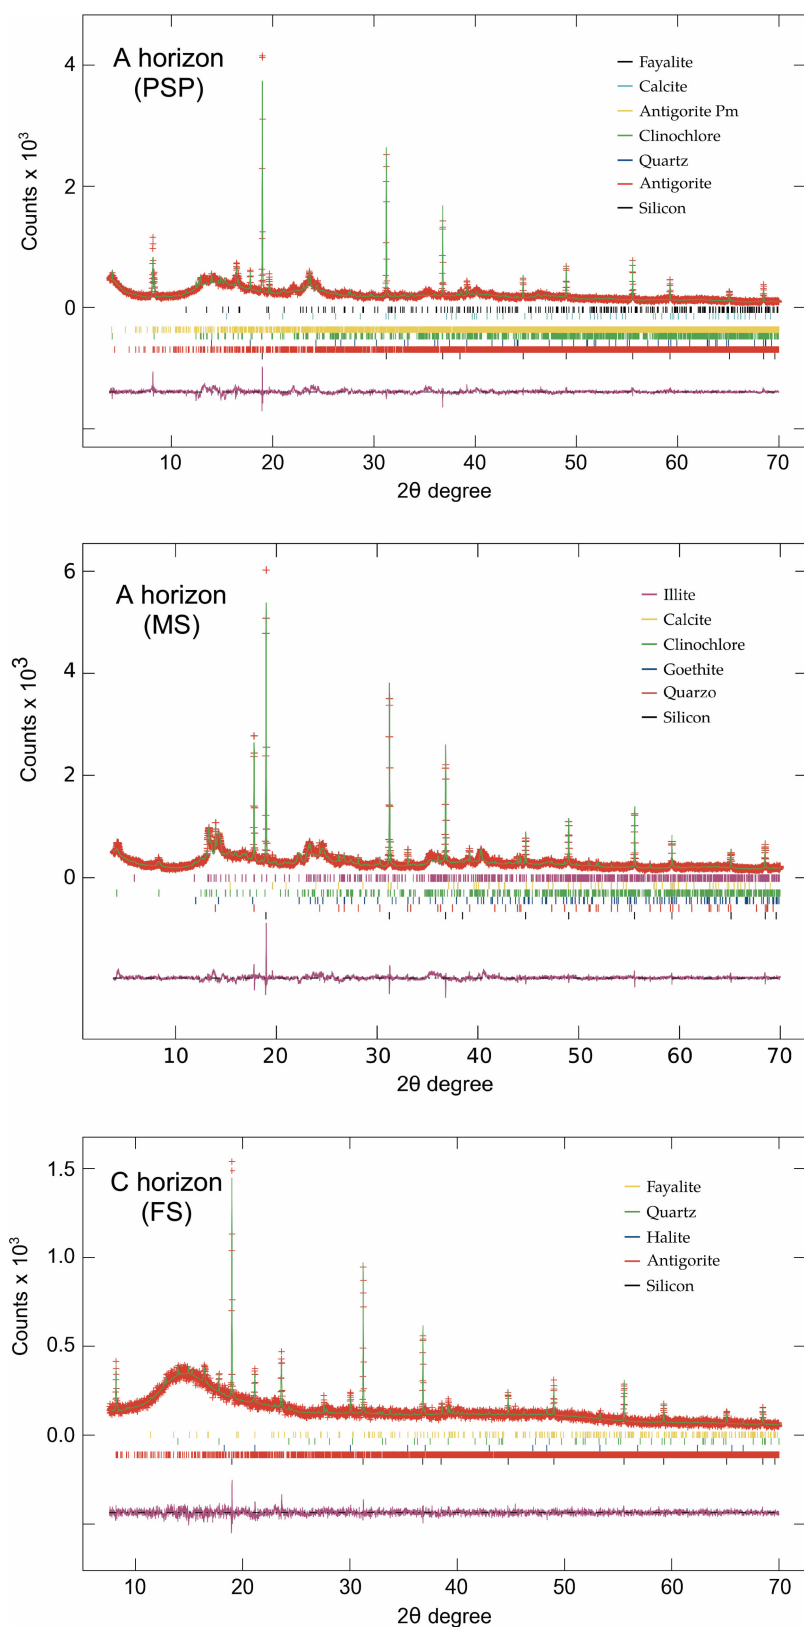 A horizon
(PSP)
Fayalite
Calcite
Antigorite Pm
Clinochlore
Quartz
Antigorite
Silicon
Counts x 10³
4
2
0
10 20 30 40 50 60 70
2θ degree
A horizon
(MS)
Illite
Calcite
Clinochlore
Goethite
Quarzo
Silicon
Counts x 10³
6
4
2
0
10 20 30 40 50 60 70
2θ degree
C horizon
(FS)
Fayalite
Quartz
Halite
Antigorite
Silicon
Counts x 10³
1.5
1.0
0.5
0.0
10 20 30 40 50 60 70
2θ degree